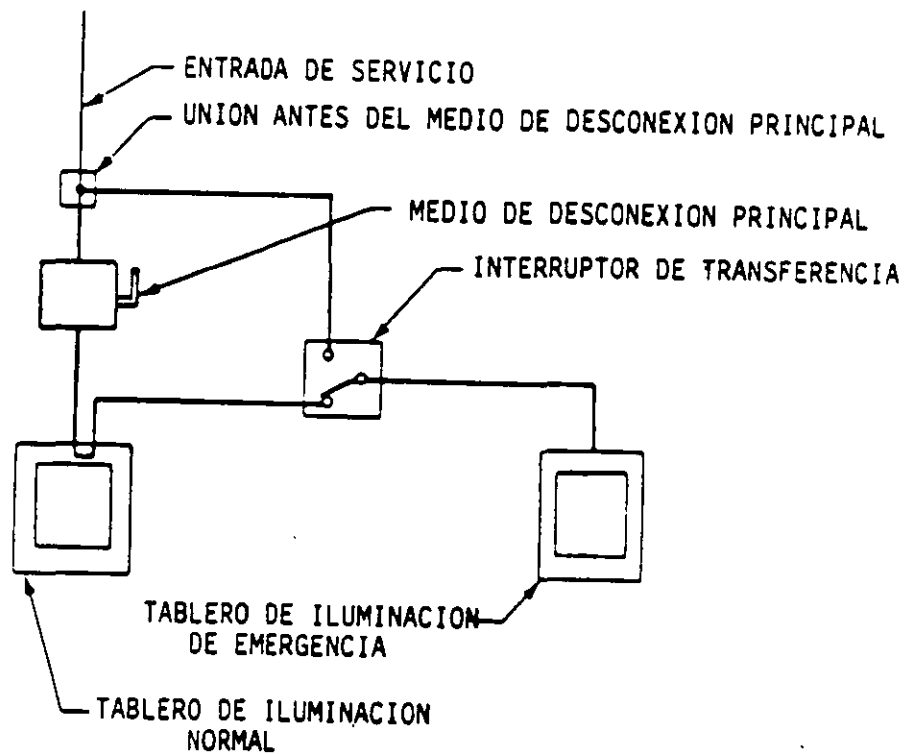 ENTRADA DE SERVICIO
UNION ANTES DEL MEDIO DE DESCONEXION PRINCIPAL
MEDIO DE DESCONEXION PRINCIPAL
INTERRUPTOR DE TRANSFERENCIA
TABLERO DE ILUMINACION
DE EMERGENCIA
TABLERO DE ILUMINACION
NORMAL